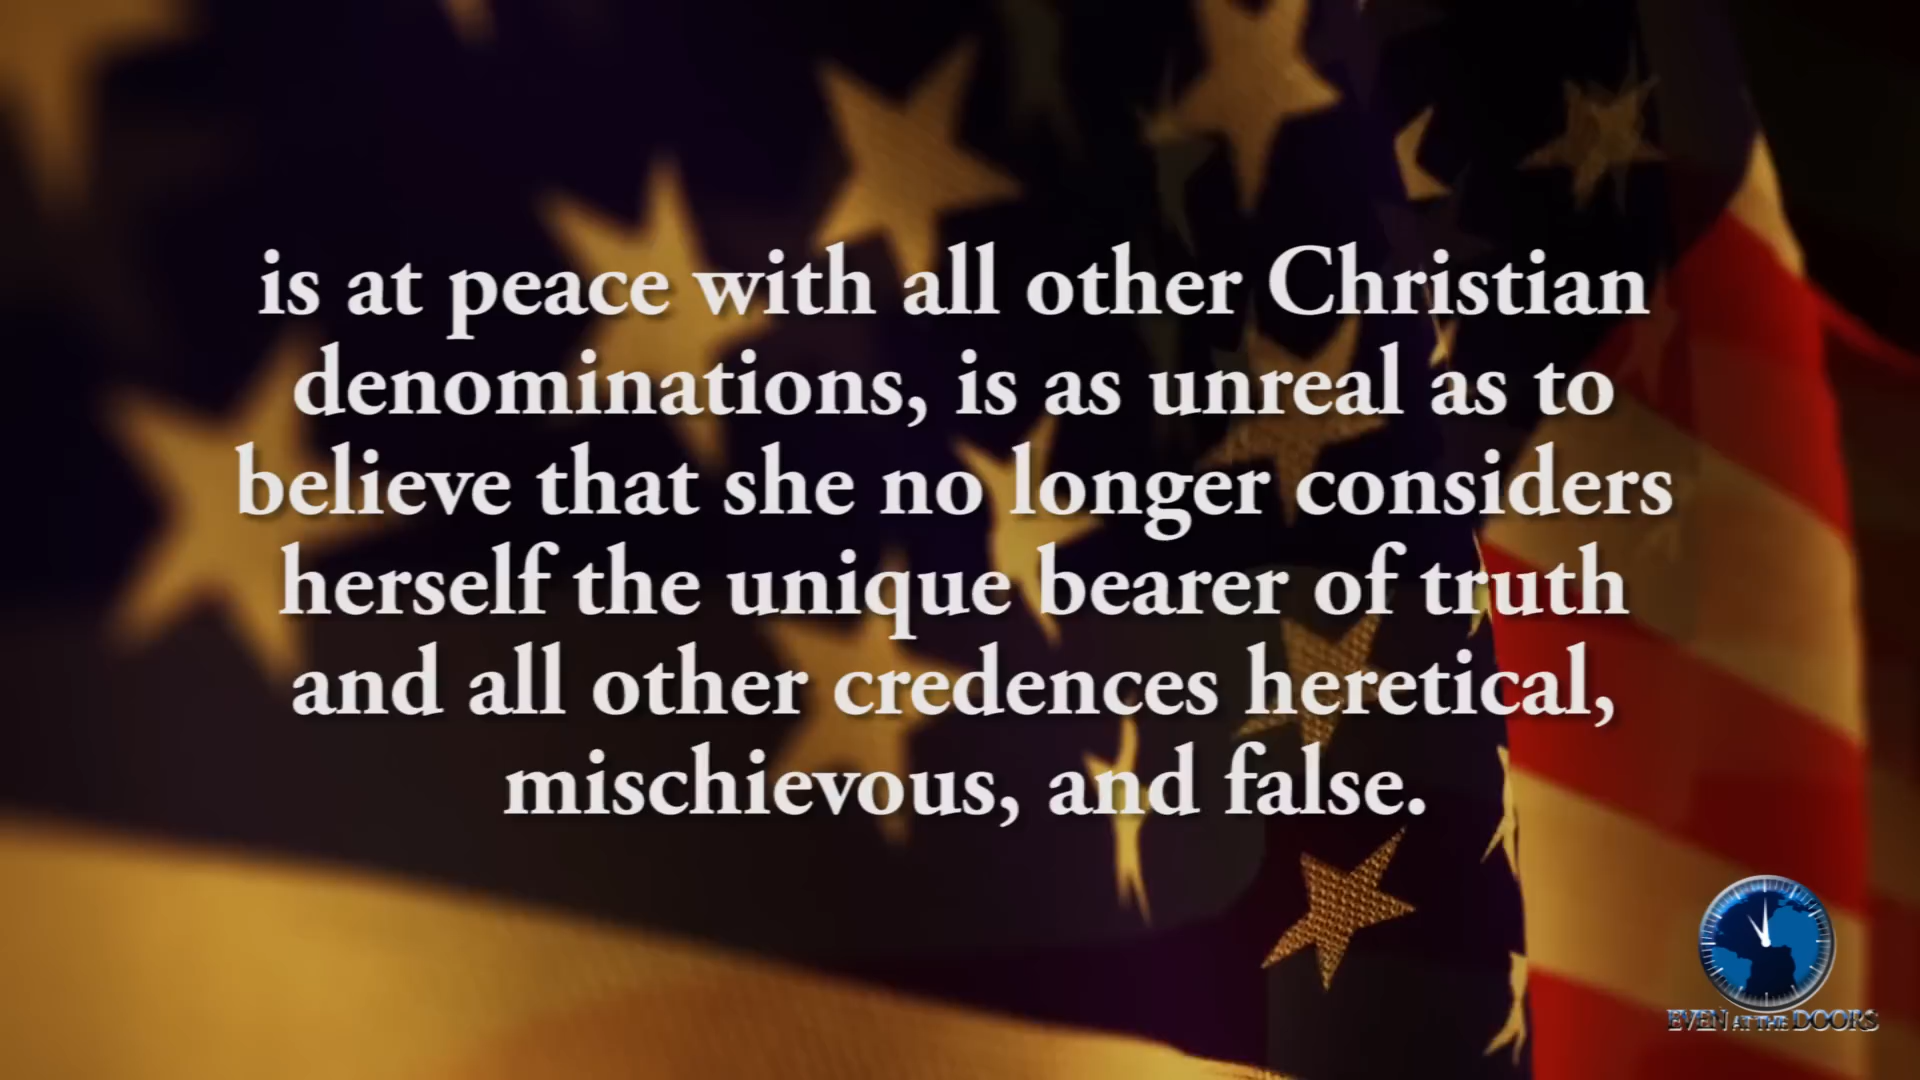 is at peace with all other Christian
denominations, is as unreal as to
believe that she no longer considers
herself the unique bearer of truth
and all other credences heretical,
mischievous, and false.
EVEN AT THE DOORS